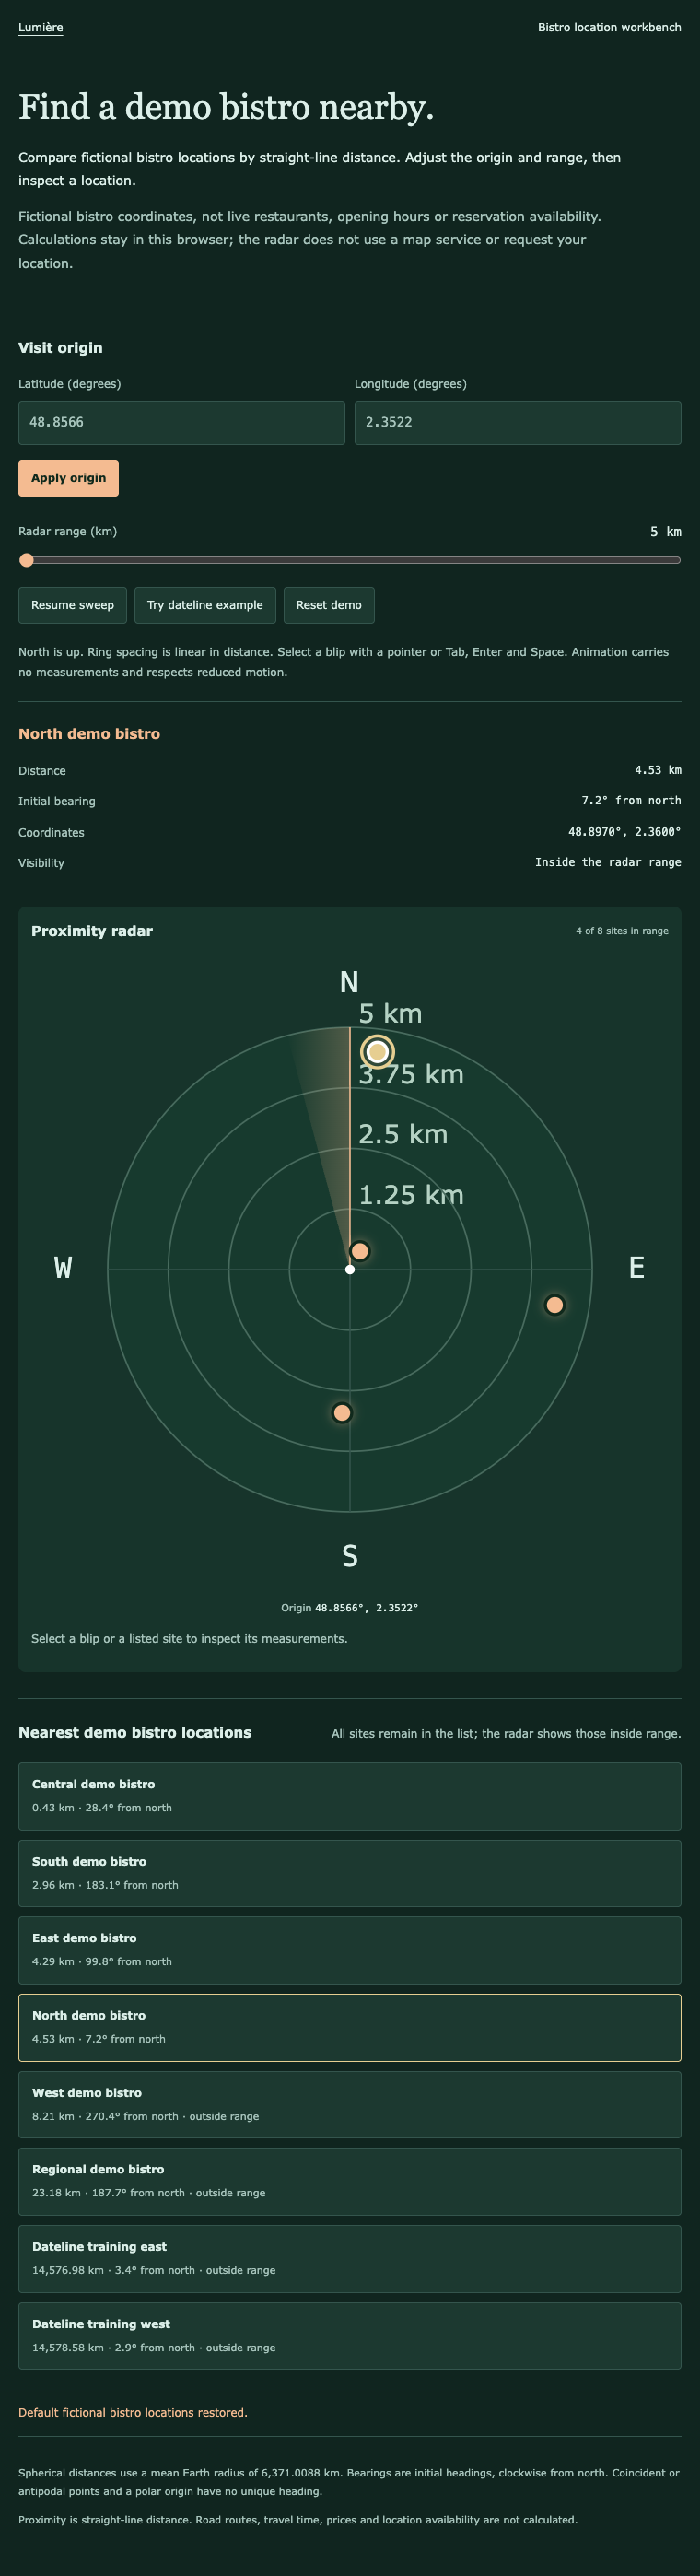 Lumière
Bistro location workbench
Find a demo bistro nearby.
Compare fictional bistro locations by straight-line distance. Adjust the origin and range, then
inspect a location.
Fictional bistro coordinates, not live restaurants, opening hours or reservation availability.
Calculations stay in this browser; the radar does not use a map service or request your
location.
Visit origin
Latitude (degrees)
Longitude (degrees)
48.8566
2.3522
Apply origin
Radar range (km)
5 km
Resume sweep
Try dateline example
Reset demo
North is up. Ring spacing is linear in distance. Select a blip with a pointer or Tab, Enter and Space. Animation carries
no measurements and respects reduced motion.
North demo bistro
Distance
4.53 km
Initial bearing
7.2° from north
Coordinates
48.8970°, 2.3600°
Visibility
Inside the radar range
Proximity radar
4 of 8 sites in range
N
5 km
3.75 km
2.5 km
1.25 km
W
E
S
Origin 48.8566°, 2.3522°
Select a blip or a listed site to inspect its measurements.
Nearest demo bistro locations
All sites remain in the list; the radar shows those inside range.
Central demo bistro
0.43 km · 28.4° from north
South demo bistro
2.96 km · 183.1° from north
East demo bistro
4.29 km · 99.8° from north
North demo bistro
4.53 km · 7.2° from north
West demo bistro
8.21 km · 270.4° from north · outside range
Regional demo bistro
23.18 km · 187.7° from north · outside range
Dateline training east
14,576.98 km · 3.4° from north · outside range
Dateline training west
14,578.58 km · 2.9° from north · outside range
Default fictional bistro locations restored.
Spherical distances use a mean Earth radius of 6,371.0088 km. Bearings are initial headings, clockwise from north. Coincident or
antipodal points and a polar origin have no unique heading.
Proximity is straight-line distance. Road routes, travel time, prices and location availability are not calculated.